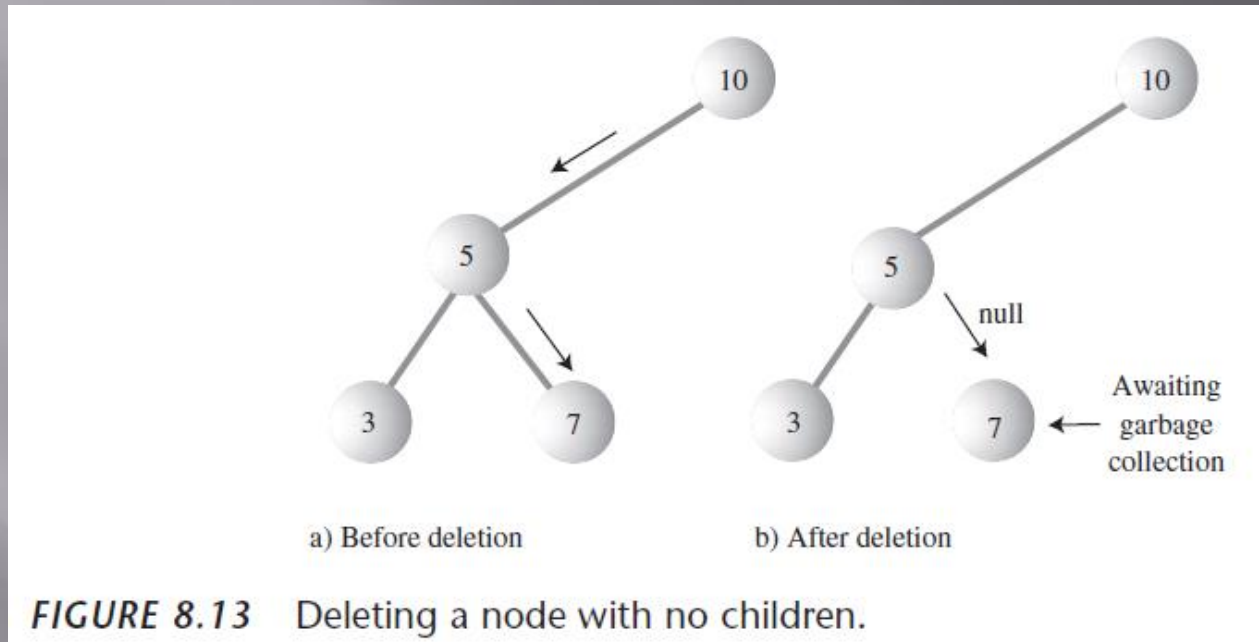 10
5
3
7
a) Before deletion
10
5
null
3
7
Awaiting
garbage
collection
b) After deletion
FIGURE 8.13 Deleting a node with no children.